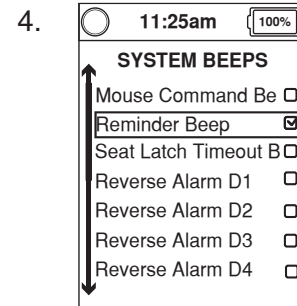 4.
11:25am 100%
SYSTEM BEEPS
Mouse Command Be
Reminder Beep
Seat Latch Timeout B
Reverse Alarm D1
Reverse Alarm D2
Reverse Alarm D3
Reverse Alarm D4